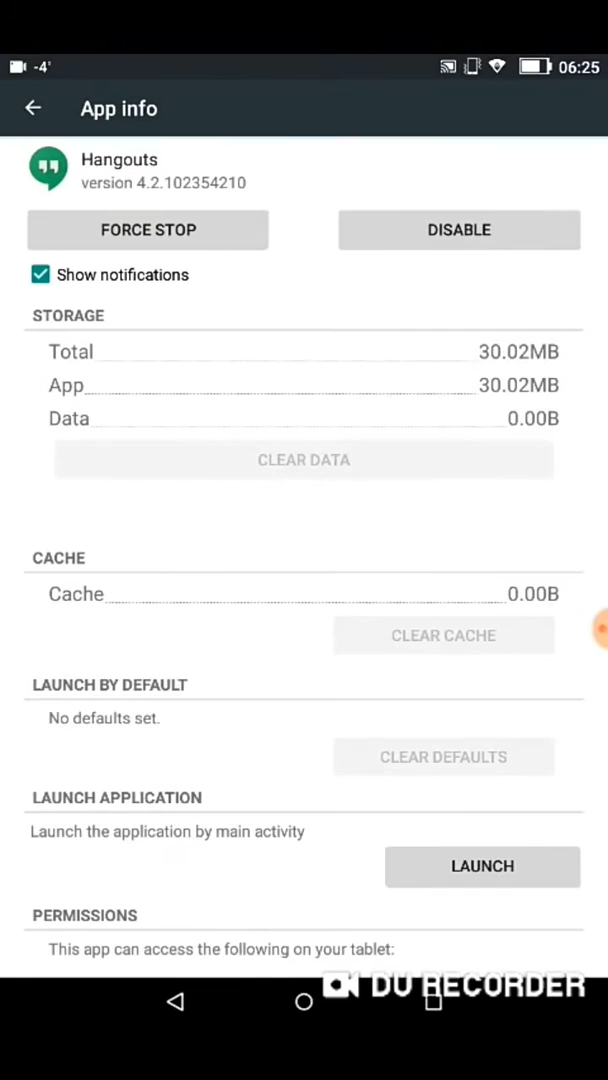 -4°
06:25
App info
Hangouts
version 4.2.102354210
FORCE STOP
DISABLE
Show notifications
STORAGE
Total 30.02MB
App 30.02MB
Data 0.00B
CLEAR DATA
CACHE
Cache 0.00B
CLEAR CACHE
LAUNCH BY DEFAULT
No defaults set.
CLEAR DEFAULTS
LAUNCH APPLICATION
Launch the application by main activity
LAUNCH
PERMISSIONS
This app can access the following on your tablet:
DU RECORDER